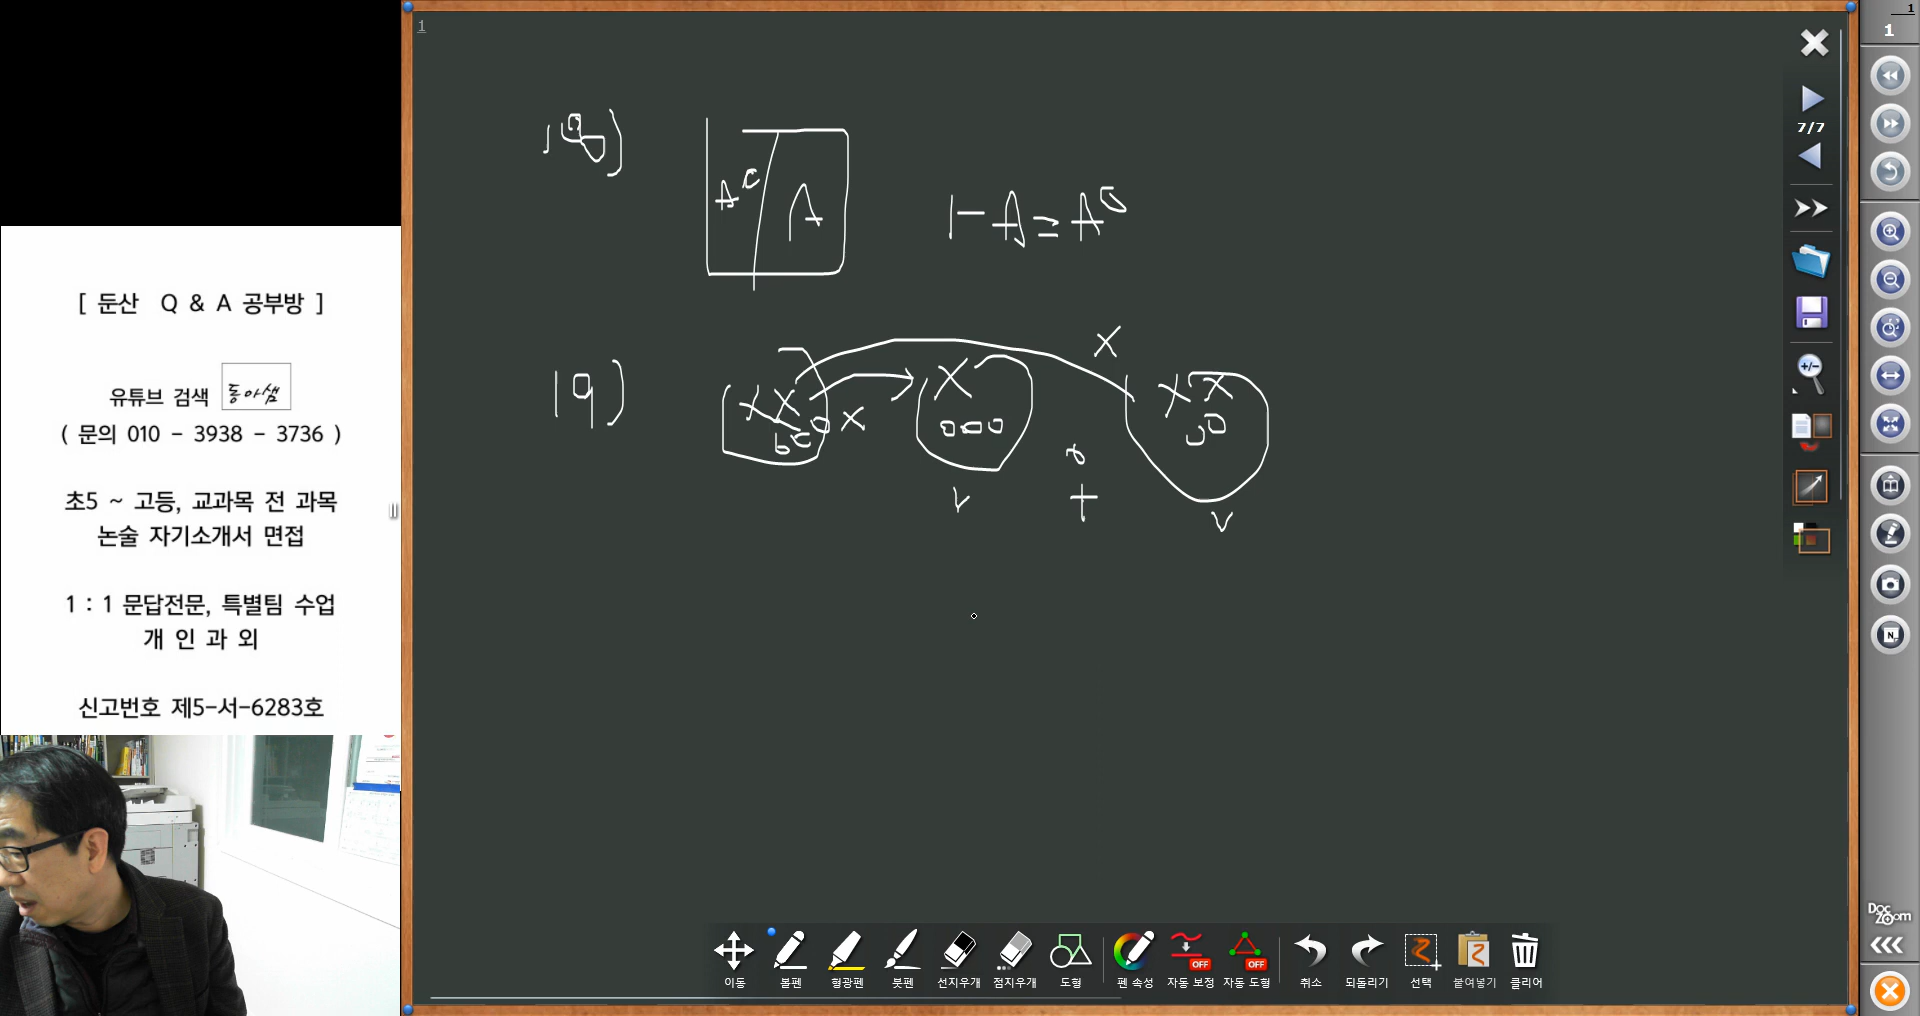 [ 둔산 Q & A 공부방 ]
유튜브 검색 동아샘
( 문의 010 - 3938 - 3736 )
초5 ~ 고등, 교과목 전 과목
논술 자기소개서 면접
1 : 1 문답전문, 특별팀 수업
개 인 과 외
신고번호 제5-서-6283호
1
18)
A^C A
1-A=A^C
19)
X X X X X
X X
o o o
o o
+
v v
7/7
1
1
Doc Zoom
이동 볼펜 형광펜 붓펜 선지우개 점지우개 도형 펜 속성 자동 보정 자동 도형 취소 되돌리기 선택 붙여넣기 클리어
OFF OFF